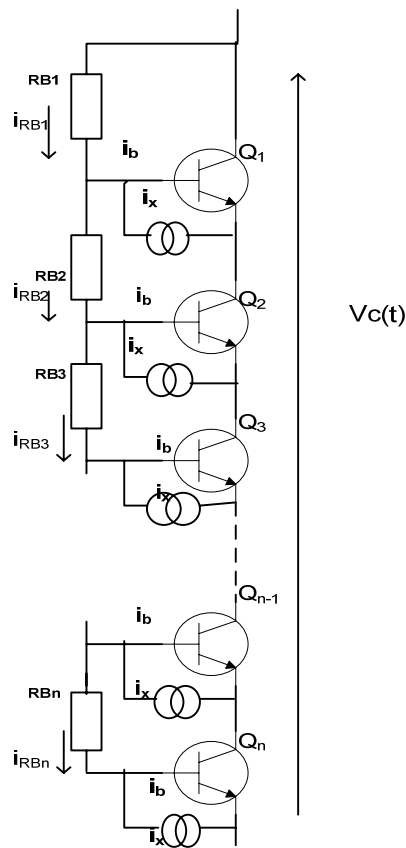 RB1
iRB1
ib
Q1
ix
RB2
iRB2
ib
Q2
Vc(t)
ix
RB3
iRB3
ib
Q3
ix
ib
Qn-1
RBn
ix
iRBn
ib
Qn
ix